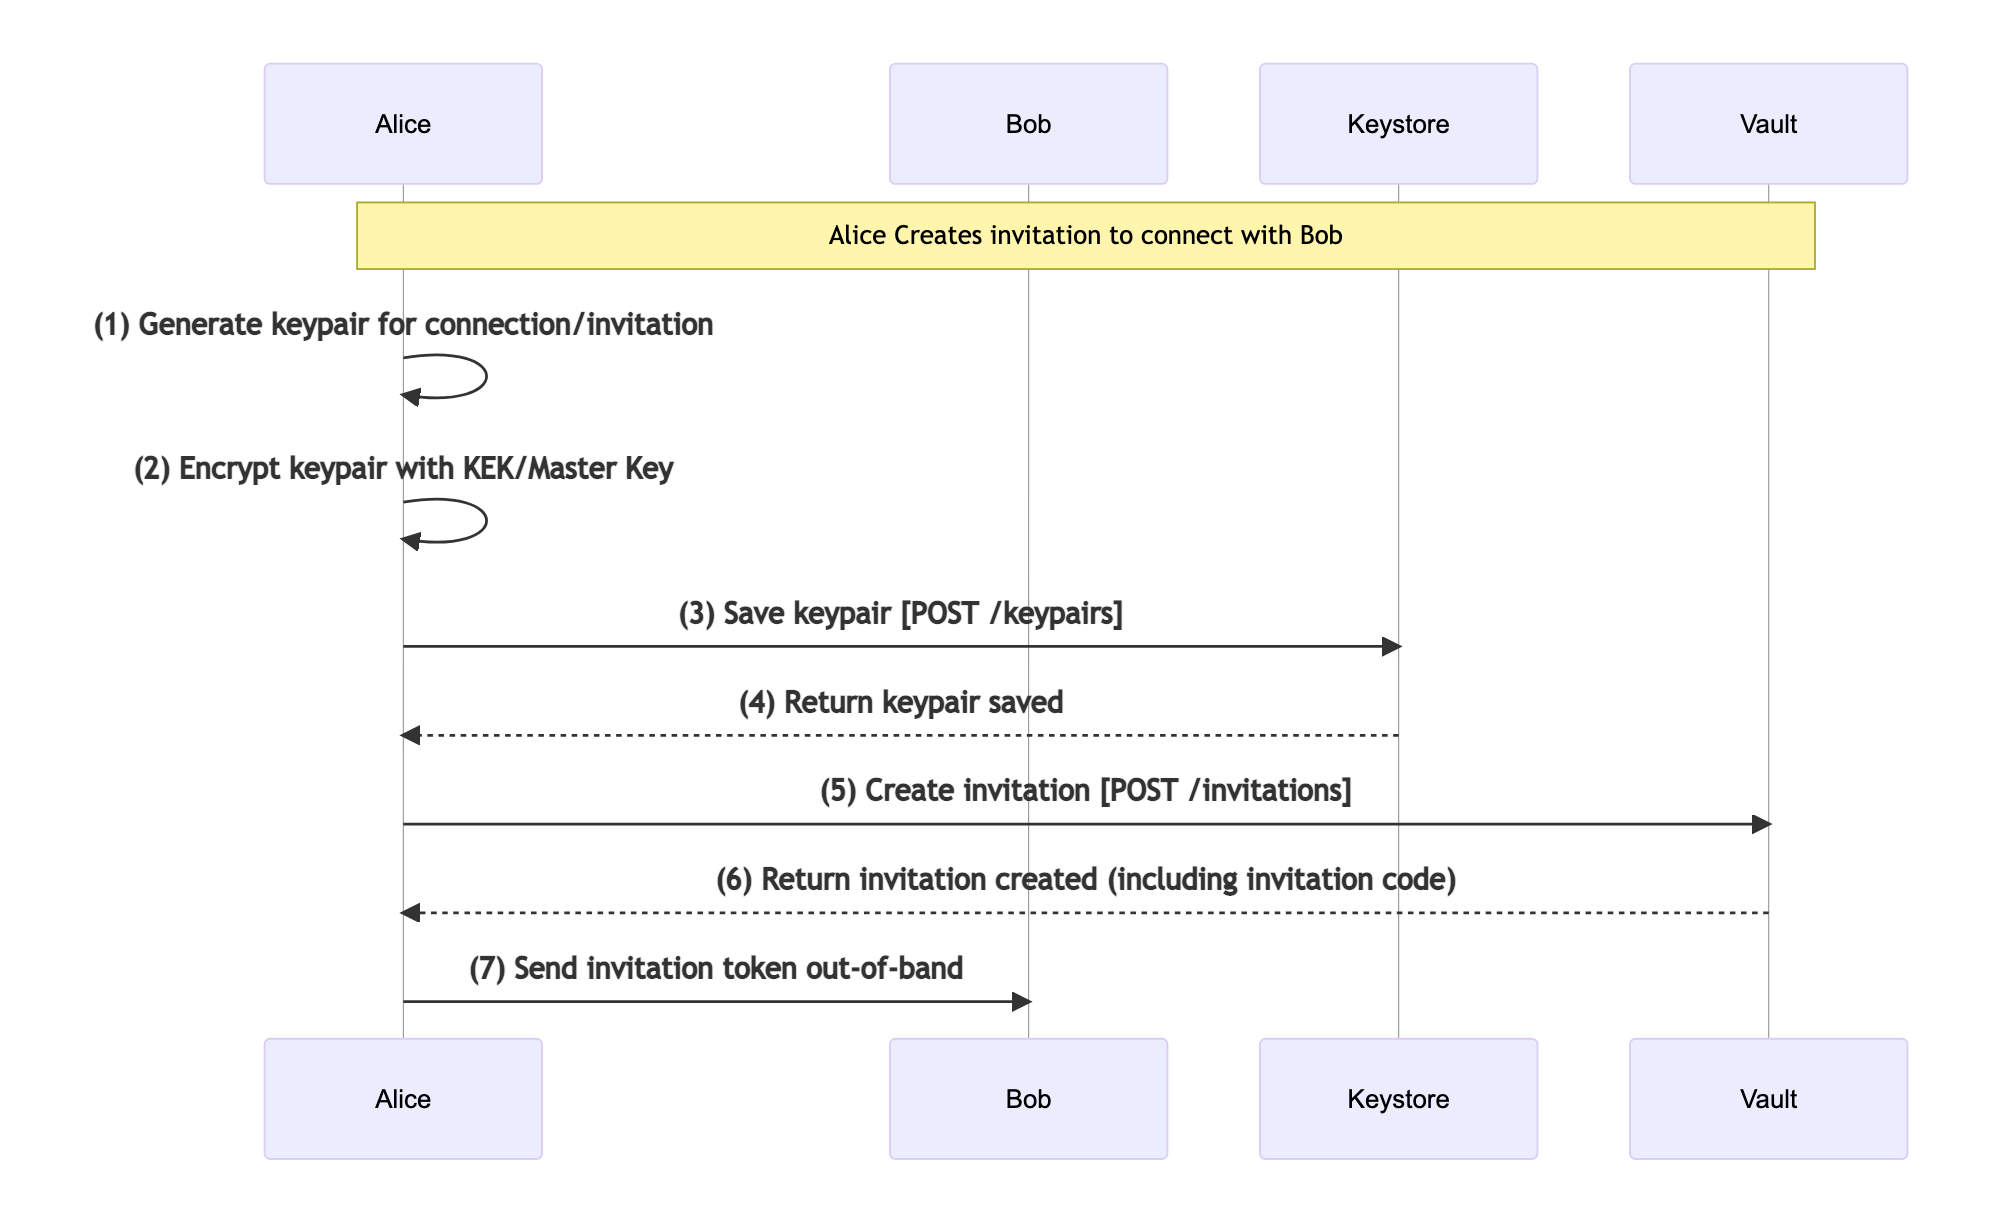 Alice
Bob
Keystore
Vault
Alice Creates invitation to connect with Bob
(1) Generate keypair for connection/invitation
(2) Encrypt keypair with KEK/Master Key
(3) Save keypair [POST /keypairs]
(4) Return keypair saved
(5) Create invitation [POST /invitations]
(6) Return invitation created (including invitation code)
(7) Send invitation token out-of-band
Alice
Bob
Keystore
Vault